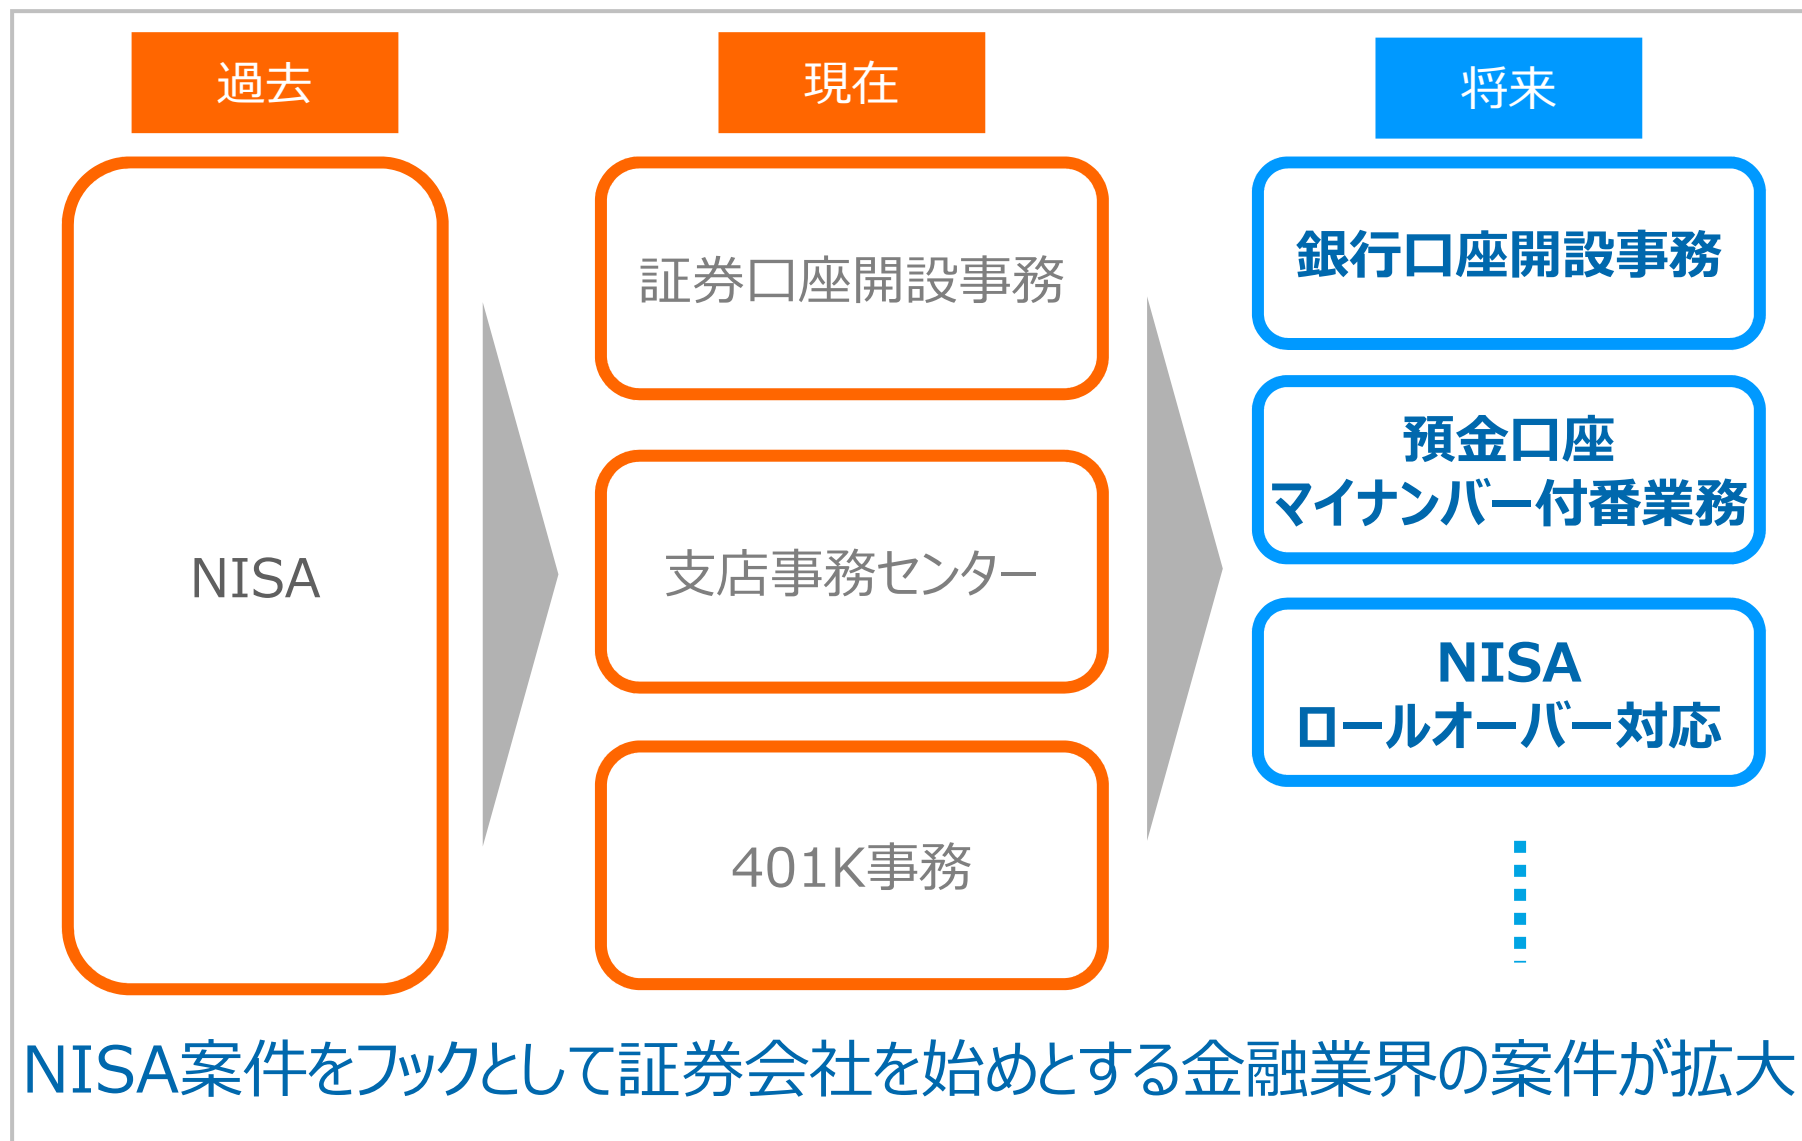 過去
NISA
現在
証券口座開設事務
支店事務センター
401K事務
将来
銀行口座開設事務
預金口座
マイナンバー付番業務
NISA
ロールオーバー対応
NISA案件をフックとして証券会社を始めとする金融業界の案件が拡大